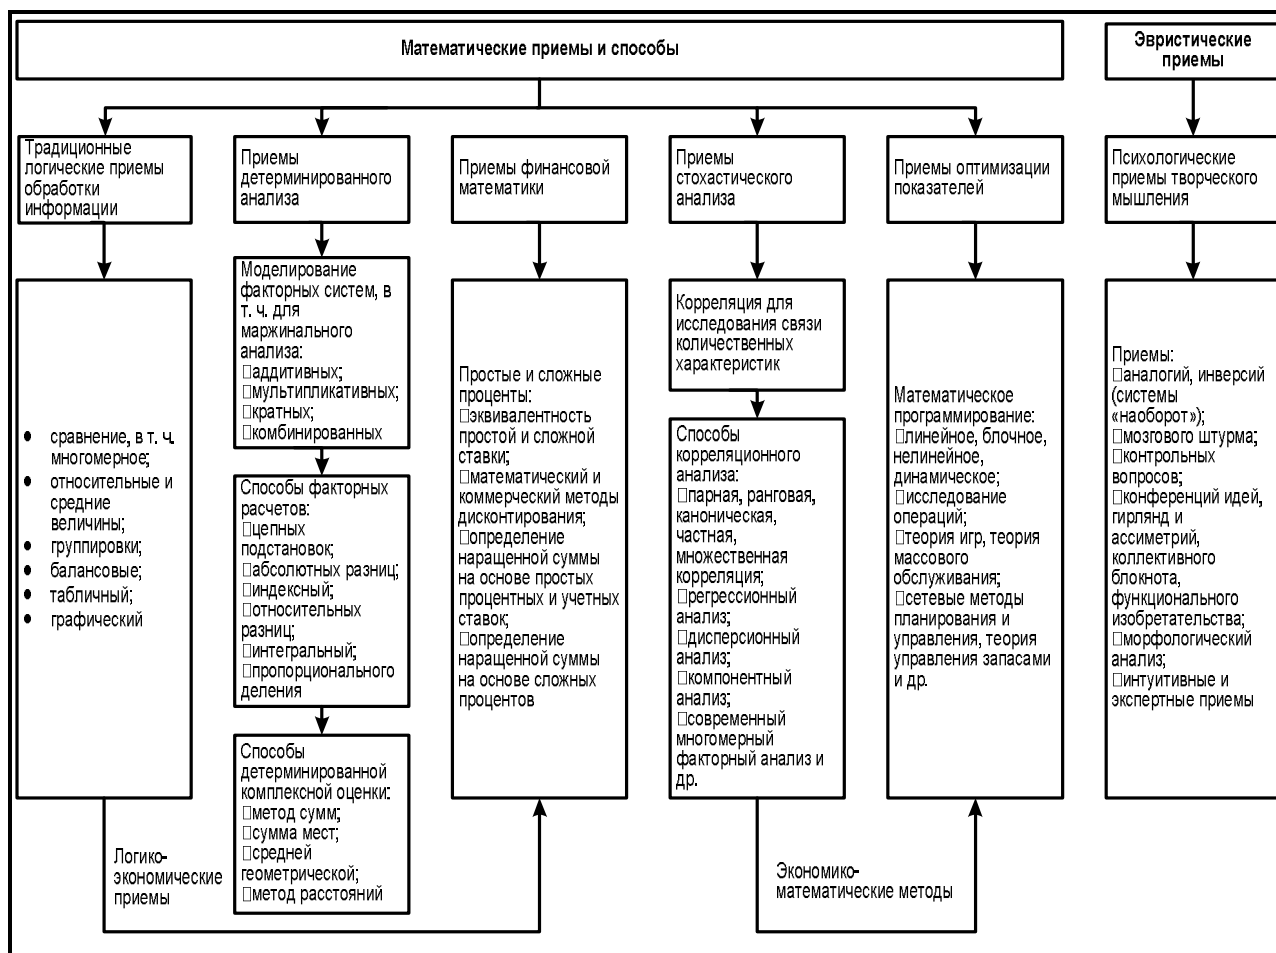 Математические приемы и способы
Эвристические
приемы
Традиционные
логические приемы
обработки
информации
Приемы
детерминированного
анализа
Приемы финансовой
математики
Приемы
стохастического
анализа
Приемы оптимизации
показателей
Психологические
приемы творческого
мышления
• сравнение, в т. ч.
многомерное;
• относительные и
средние
величины;
• группировки;
• балансовые;
• табличный;
• графический
Моделирование
факторных систем, в
т. ч. для
маржинального
анализа:
□аддитивных;
□мультипликативных;
□кратных;
□комбинированных
Способы факторных
расчетов:
□цепных
подстановок;
□абсолютных разниц;
□индексный;
□относительных
разниц;
□интегральный;
□пропорционального
деления
Способы
детерминированной
комплексной оценки:
□метод сумм;
□сумма мест;
□средней
геометрической;
□метод расстояний
Простые и сложные
проценты:
□эквивалентность
простой и сложной
ставки;
□математический и
коммерческий методы
дисконтирования;
□определение
наращенной суммы
на основе простых
процентных и учетных
ставок;
□определение
наращенной суммы
на основе сложных
процентов
Корреляция для
исследования связи
количественных
характеристик
Способы
корреляционного
анализа:
□парная, ранговая,
каноническая,
частная,
множественная
корреляция;
□регрессионный
анализ;
□дисперсионный
анализ;
□компонентный
анализ;
□современный
многомерный
факторный анализ и
др.
Математическое
программирование:
□линейное, блочное,
нелинейное,
динамическое;
□исследование
операций;
□теория игр, теория
массового
обслуживания;
□сетевые методы
планирования и
управления, теория
управления запасами
и др.
Приемы:
□аналогий, инверсий
(системы
«наоборот»);
□мозгового штурма;
□контрольных
вопросов;
□конференций идей,
гирлянд и
ассиметрий,
коллективного
блокнота,
функционального
изобретательства;
□морфологический
анализ;
□интуитивные и
экспертные приемы
Логико-
экономические
приемы
Экономико-
математические методы